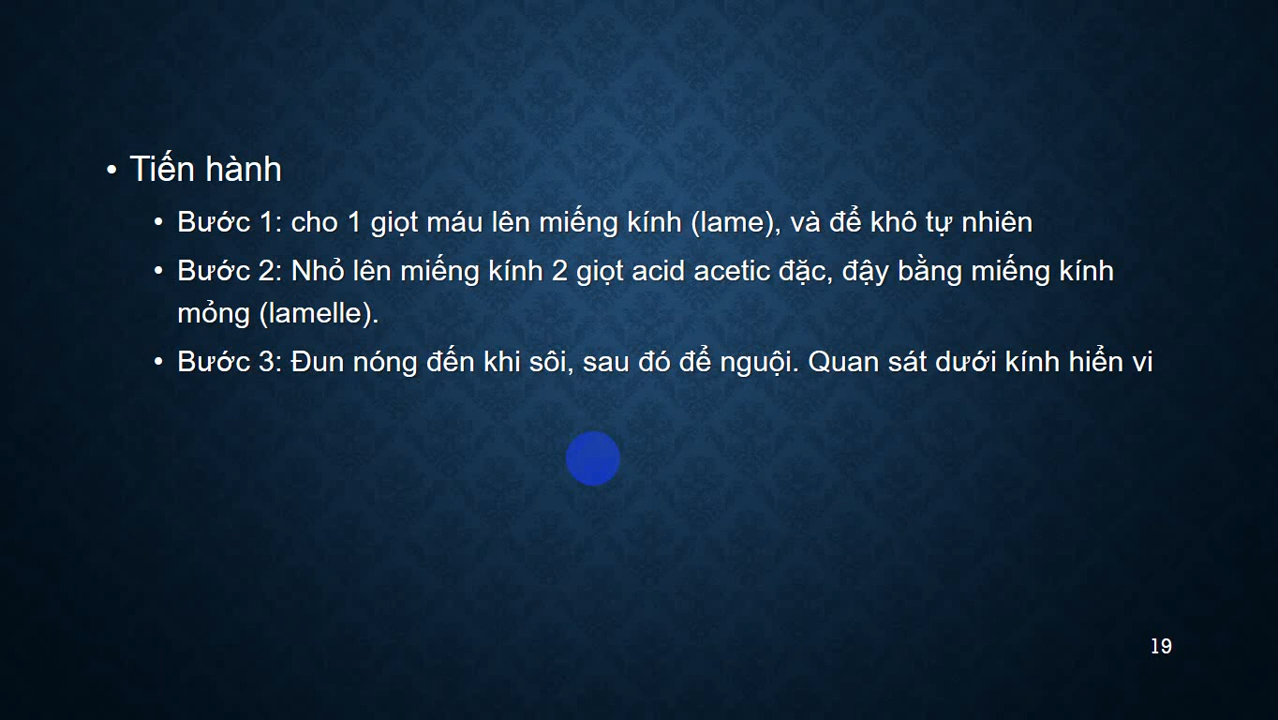 • Tiến hành
• Bước 1: cho 1 giọt máu lên miếng kính (lame), và để khô tự nhiên
• Bước 2: Nhỏ lên miếng kính 2 giọt acid acetic đặc, đậy bằng miếng kính
mỏng (lamelle).
• Bước 3: Đun nóng đến khi sôi, sau đó để nguội. Quan sát dưới kính hiển vi
19